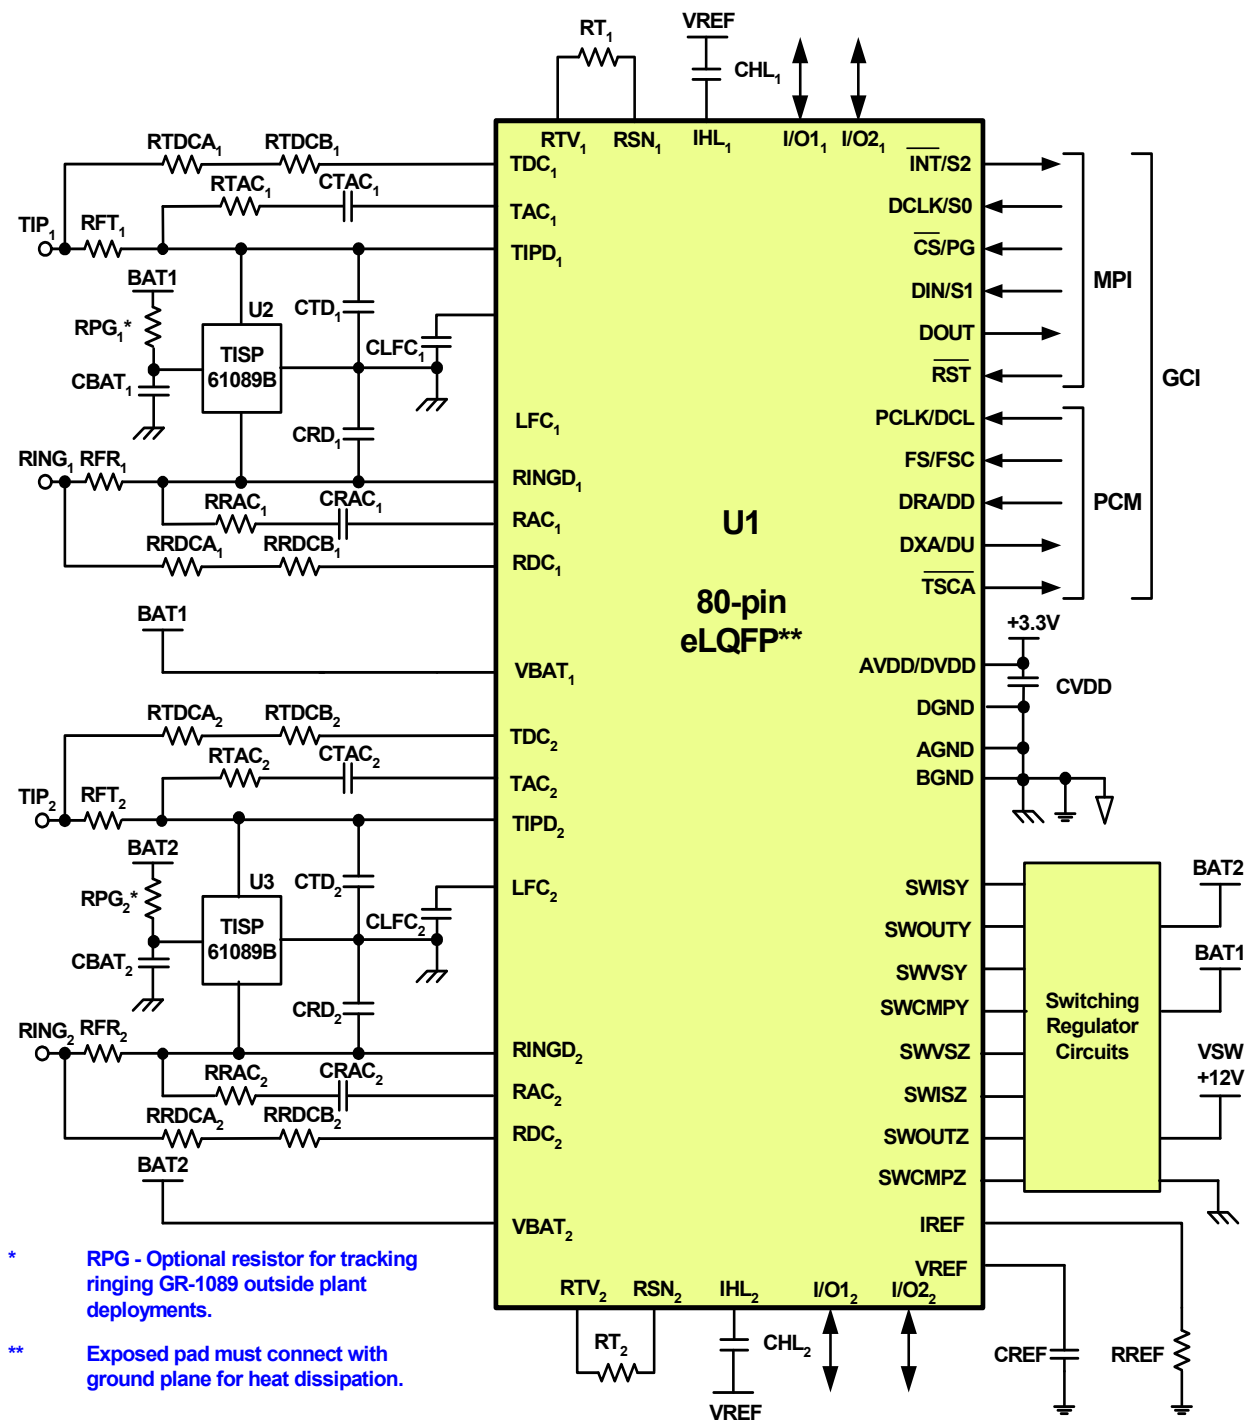 RT1
VREF
CHL1
RTV1
RSN1
IHL1
I/O11
I/O21
RTDCA1
RTDCB1
TDC1
RTAC1
CTAC1
TAC1
TIP1
RFT1
TIPD1
BAT1
U2
RPG1*
CTD1
TISP
61089B
CLFC1
CBAT1
LFC1
CRD1
RING1
RFR1
RINGD1
RRAC1
CRAC1
RAC1
RRDCA1
RRDCB1
RDC1
BAT1
VBAT1
RTDCA2
RTDCB2
TDC2
RTAC2
CTAC2
TAC2
TIP2
RFT2
TIPD2
BAT2
U3
RPG2*
CTD2
LFC2
TISP
61089B
CLFC2
CBAT2
CRD2
RING2
RFR2
RINGD2
RRAC2
CRAC2
RAC2
RRDCA2
RRDCB2
RDC2
BAT2
VBAT2
U1
80-pin
eLQFP**
INT/S2
DCLK/S0
CS/PG
DIN/S1
DOUT
RST
MPI
GCI
PCLK/DCL
FS/FSC
DRA/DD
DXA/DU
TSCA
PCM
+3.3V
AVDD/DVDD
CVDD
DGND
AGND
BGND
SWISY
SWOUTY
SWVSY
SWCMPY
SWVSZ
SWISZ
SWOUTZ
SWCMPZ
Switching
Regulator
Circuits
BAT2
BAT1
VSW
+12V
IREF
VREF
CREF
RREF
RTV2
RSN2
IHL2
I/O12
I/O22
RT2
CHL2
VREF
* RPG - Optional resistor for tracking
ringing GR-1089 outside plant
deployments.
** Exposed pad must connect with
ground plane for heat dissipation.